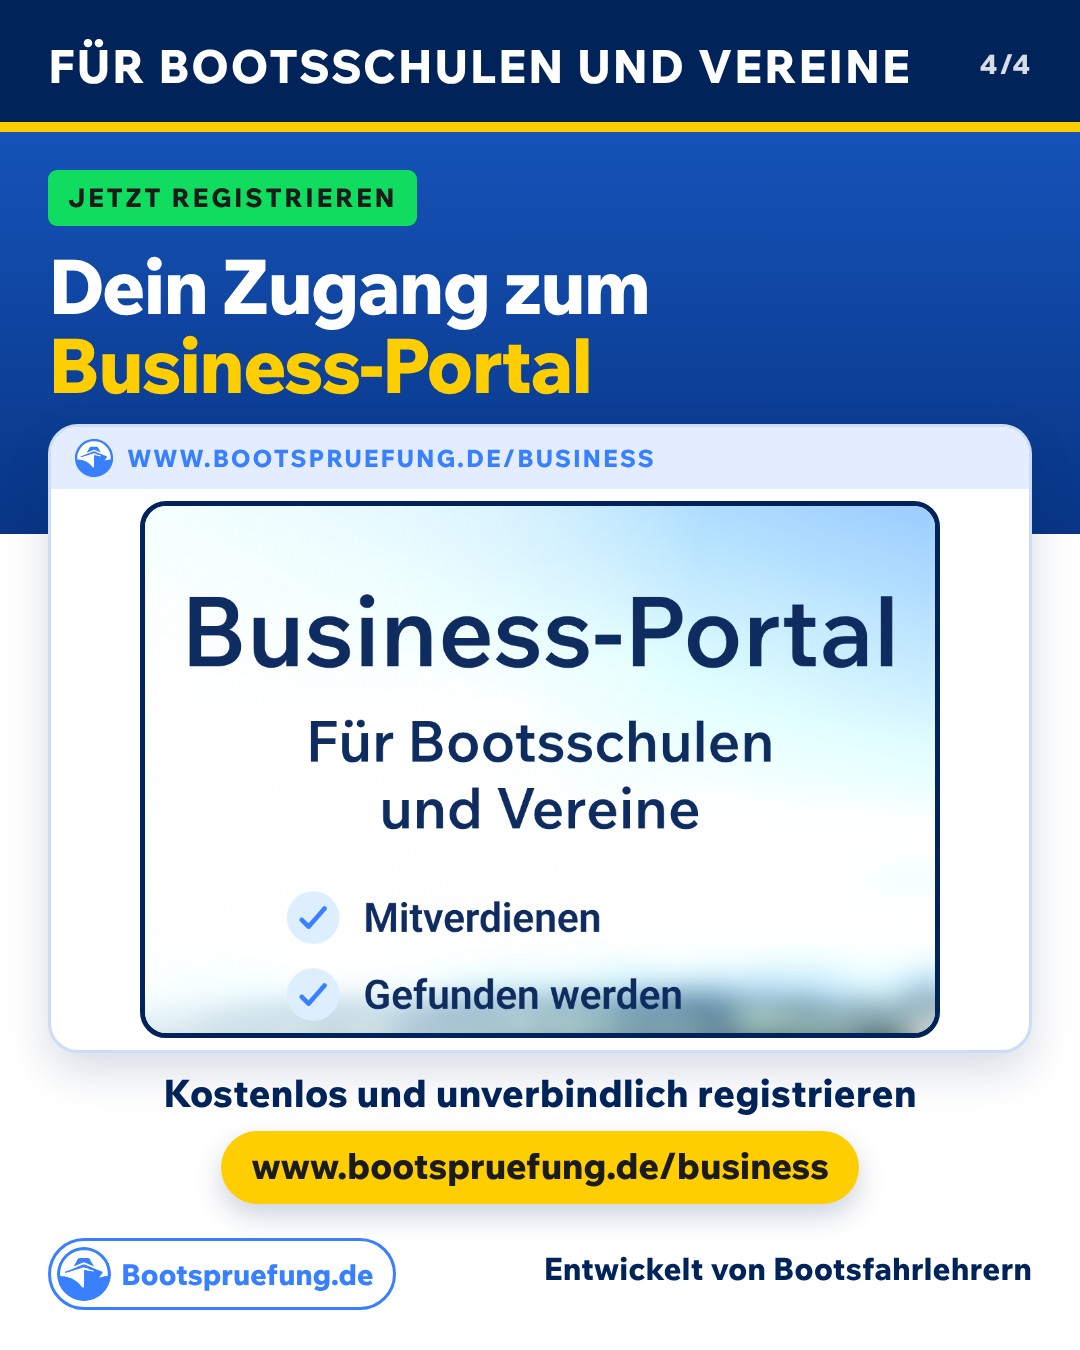 FÜR BOOTSSCHULEN UND VEREINE
4/4
JETZT REGISTRIEREN
Dein Zugang zum
Business-Portal
WWW.BOOTSPRUEFUNG.DE/BUSINESS
Business-Portal
Für Bootsschulen
und Vereine
Mitverdienen
Gefunden werden
Kostenlos und unverbindlich registrieren
www.bootspruefung.de/business
Bootspruefung.de
Entwickelt von Bootsfahrlehrern